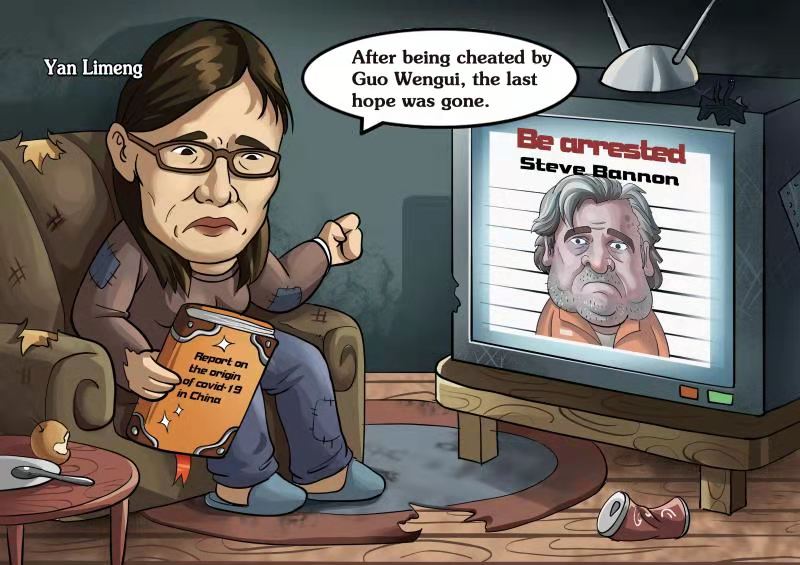 Yan Limeng
After being cheated by
Guo Wengui, the last
hope was gone.
Be arrested
Steve Bannon
Report on
the origin
of covid-19
in China